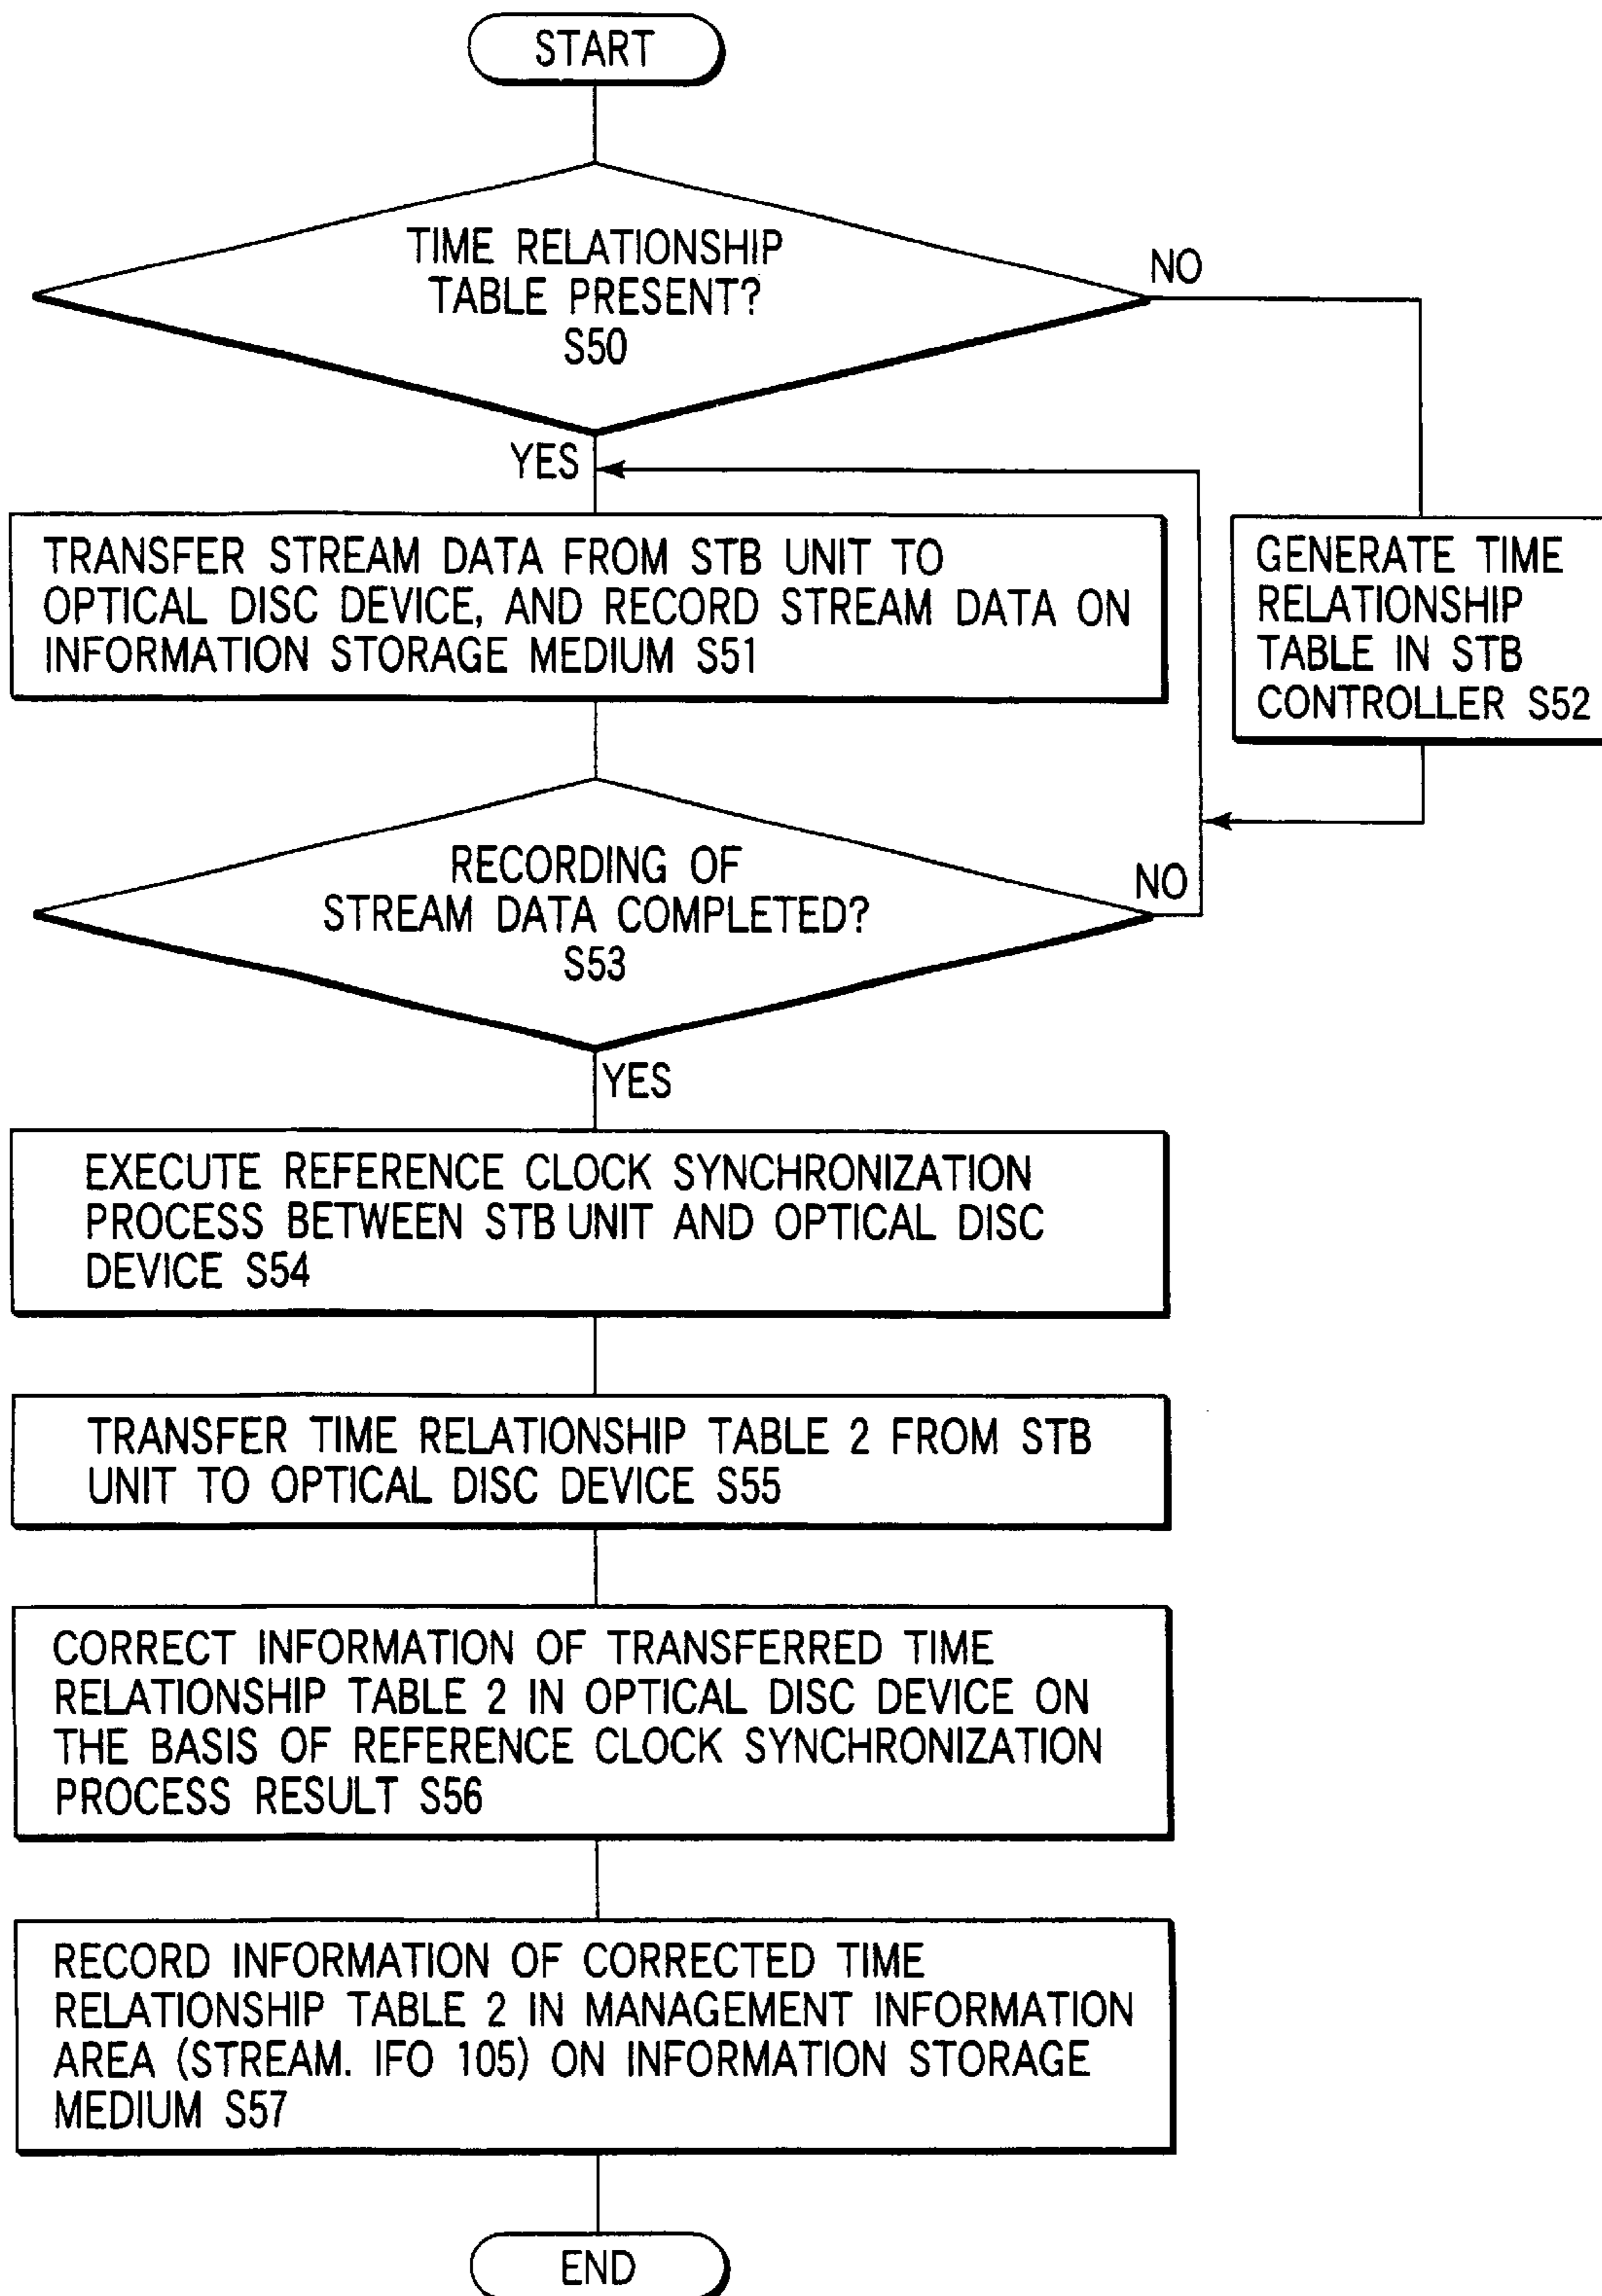 START
TIME RELATIONSHIP
TABLE PRESENT?
S50
NO
YES
TRANSFER STREAM DATA FROM STB UNIT TO
OPTICAL DISC DEVICE, AND RECORD STREAM DATA ON
INFORMATION STORAGE MEDIUM S51
GENERATE TIME
RELATIONSHIP
TABLE IN STB
CONTROLLER S52
RECORDING OF
STREAM DATA COMPLETED?
S53
NO
YES
EXECUTE REFERENCE CLOCK SYNCHRONIZATION
PROCESS BETWEEN STB UNIT AND OPTICAL DISC
DEVICE S54
TRANSFER TIME RELATIONSHIP TABLE 2 FROM STB
UNIT TO OPTICAL DISC DEVICE S55
CORRECT INFORMATION OF TRANSFERRED TIME
RELATIONSHIP TABLE 2 IN OPTICAL DISC DEVICE ON
THE BASIS OF REFERENCE CLOCK SYNCHRONIZATION
PROCESS RESULT S56
RECORD INFORMATION OF CORRECTED TIME
RELATIONSHIP TABLE 2 IN MANAGEMENT INFORMATION
AREA (STREAM. IFO 105) ON INFORMATION STORAGE
MEDIUM S57
END